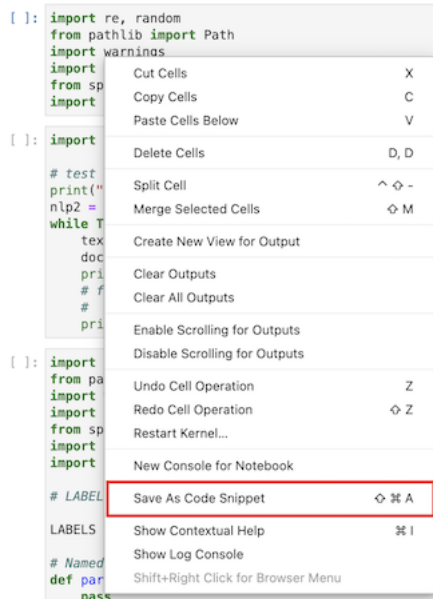 [ ]: import re, random
from pathlib import Path
import warnings
import
from sp
import
[ ]: import
# test
print("
nlp2 =
while T
tex
doc
pri
# f
#
pri
[ ]: import
from pa
import
import
from sp
import
import
# LABEL
LABELS
# Named
def par
pass
Cut Cells X
Copy Cells C
Paste Cells Below V
Delete Cells D, D
Split Cell ^ ⇧ -
Merge Selected Cells ⇧ M
Create New View for Output
Clear Outputs
Clear All Outputs
Enable Scrolling for Outputs
Disable Scrolling for Outputs
Undo Cell Operation Z
Redo Cell Operation ⇧ Z
Restart Kernel...
New Console for Notebook
Save As Code Snippet ⇧ ⌘ A
Show Contextual Help ⌘ I
Show Log Console
Shift+Right Click for Browser Menu